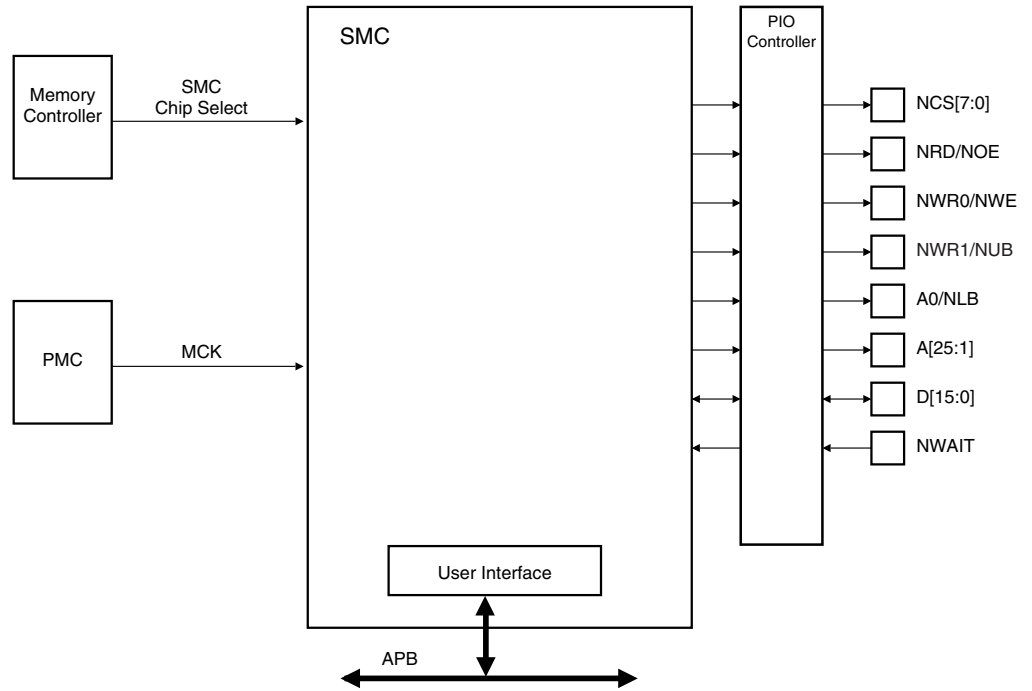 SMC
PIO
Controller
Memory
Controller
SMC
Chip Select
NCS[7:0]
NRD/NOE
NWR0/NWE
NWR1/NUB
A0/NLB
PMC
MCK
A[25:1]
D[15:0]
NWAIT
User Interface
APB